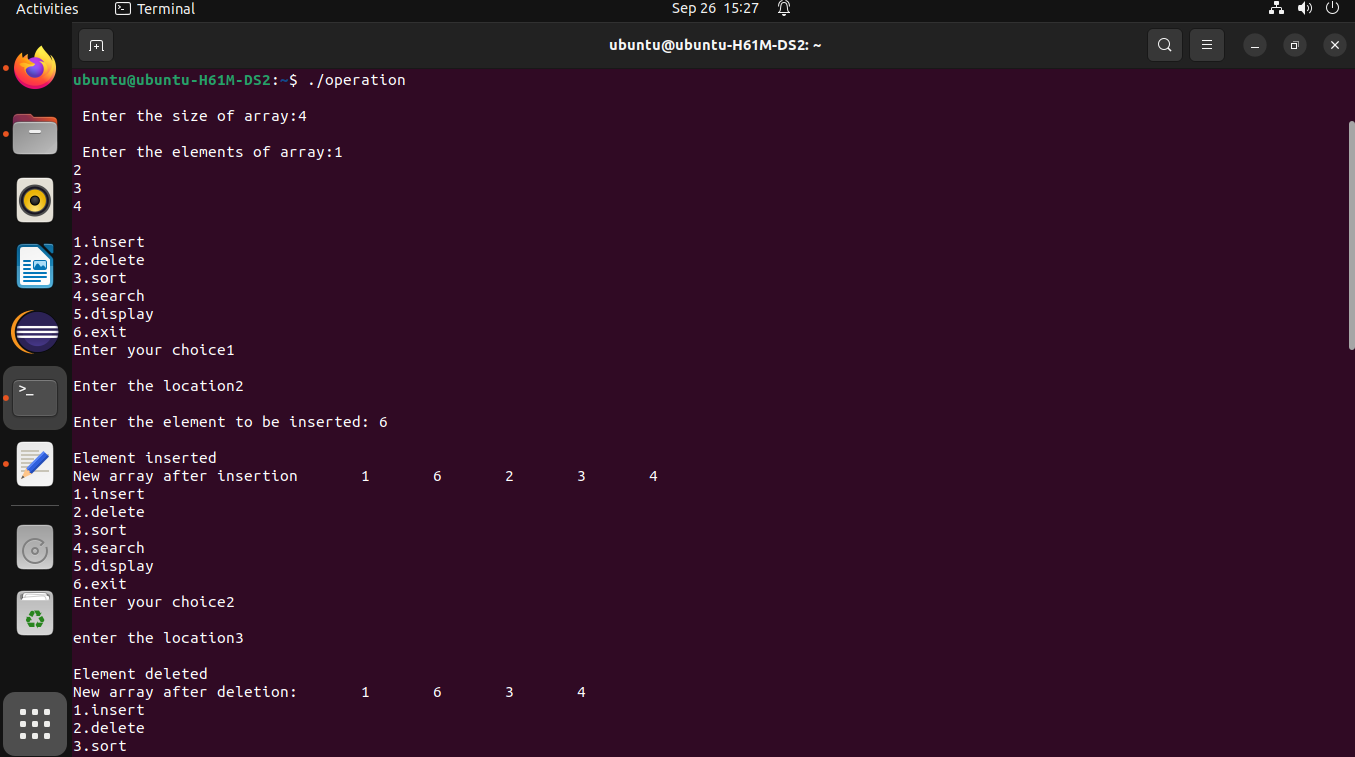 Activities Terminal Sep 26 15:27
ubuntu@ubuntu-H61M-DS2: ~
ubuntu@ubuntu-H61M-DS2:~$ ./operation
Enter the size of array:4
Enter the elements of array:1
2
3
4
1.insert
2.delete
3.sort
4.search
5.display
6.exit
Enter your choice1
Enter the location2
Enter the element to be inserted: 6
Element inserted
New array after insertion 1 6 2 3 4
1.insert
2.delete
3.sort
4.search
5.display
6.exit
Enter your choice2
enter the location3
Element deleted
New array after deletion: 1 6 3 4
1.insert
2.delete
3.sort